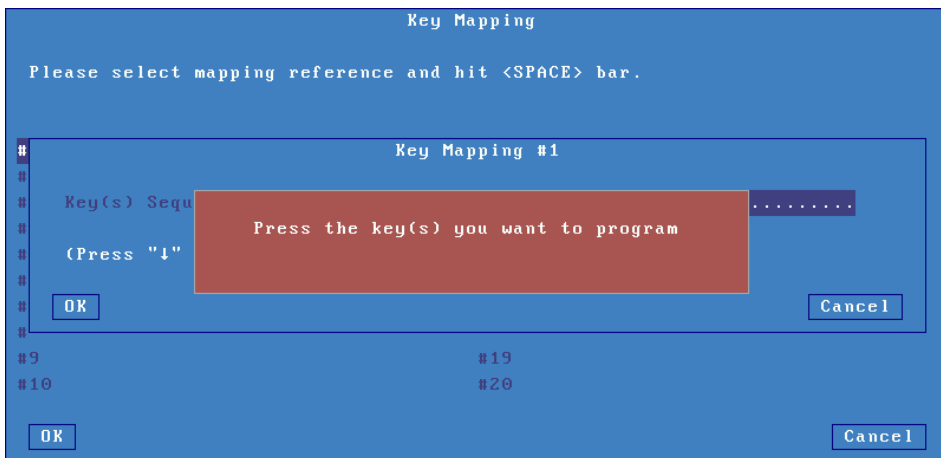 Key Mapping
Please select mapping reference and hit <SPACE> bar.
# Key Mapping #1
#
# Key(s) Sequ .........
# Press the key(s) you want to program
# (Press "↓"
#
# OK Cancel
#
#9 #19
#10 #20
OK Cancel